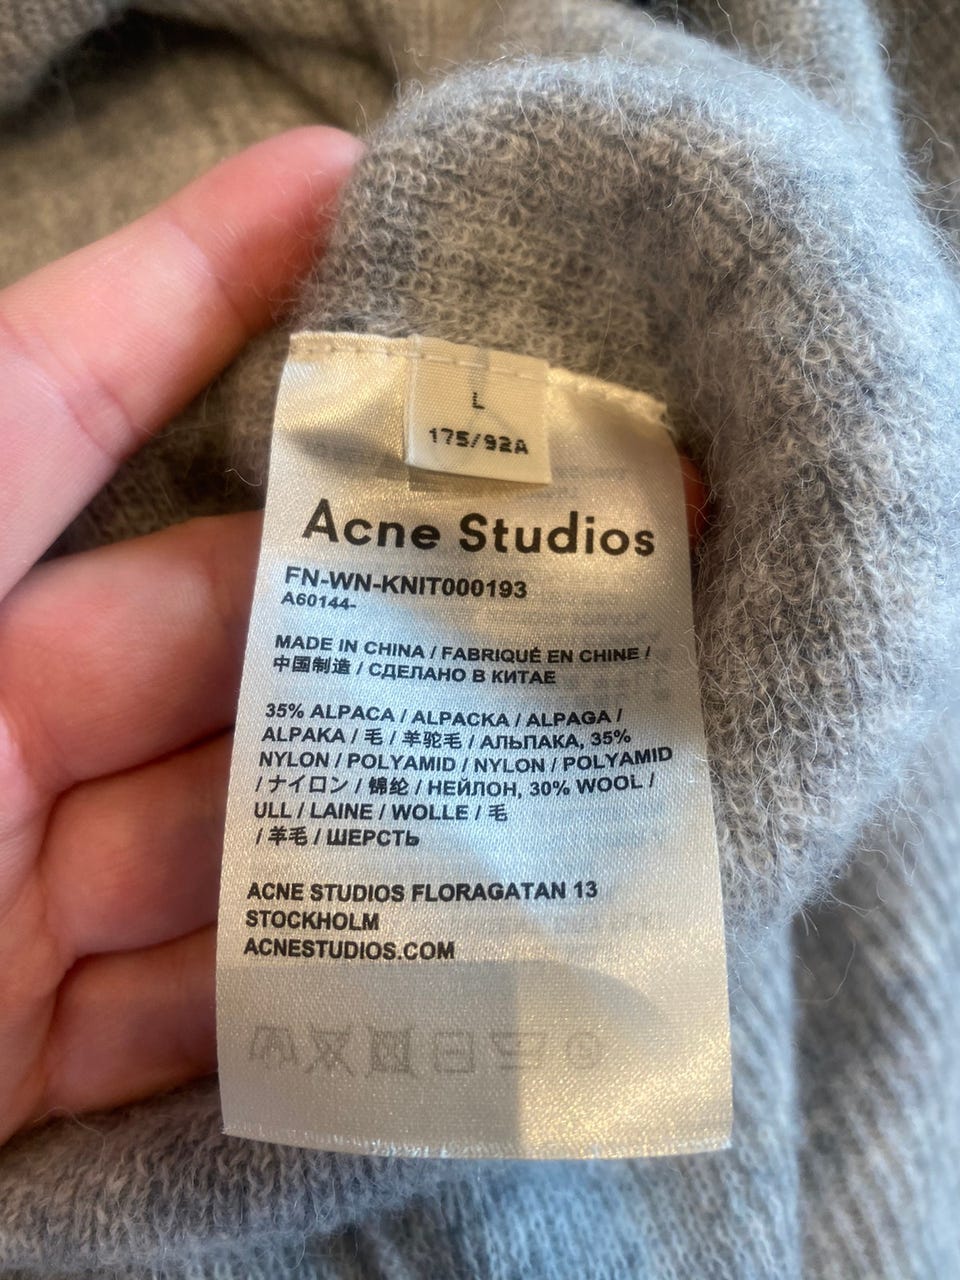 L
175/92A
Acne Studios
FN-WN-KNIT000193
A60144-
MADE IN CHINA / FABRIQUÉ EN CHINE /
中国制造 / СДЕЛАНО В КИТАЕ
35% ALPACA / ALPACKA / ALPAGA /
ALPAKA / 毛 / 羊驼毛 / АЛЬПАКА, 35%
NYLON / POLYAMID / NYLON / POLYAMID
/ ナイロン / 锦纶 / НЕЙЛОН, 30% WOOL /
ULL / LAINE / WOLLE / 毛
/ 羊毛 / ШЕРСТЬ
ACNE STUDIOS FLORAGATAN 13
STOCKHOLM
ACNESTUDIOS.COM